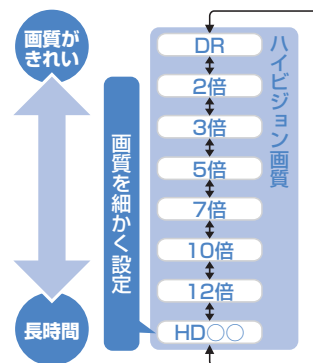 画質が
きれい
DR
2倍
3倍
5倍
7倍
10倍
12倍
HD○○
ハイビジョン画質
画質を細かく設定
長時間